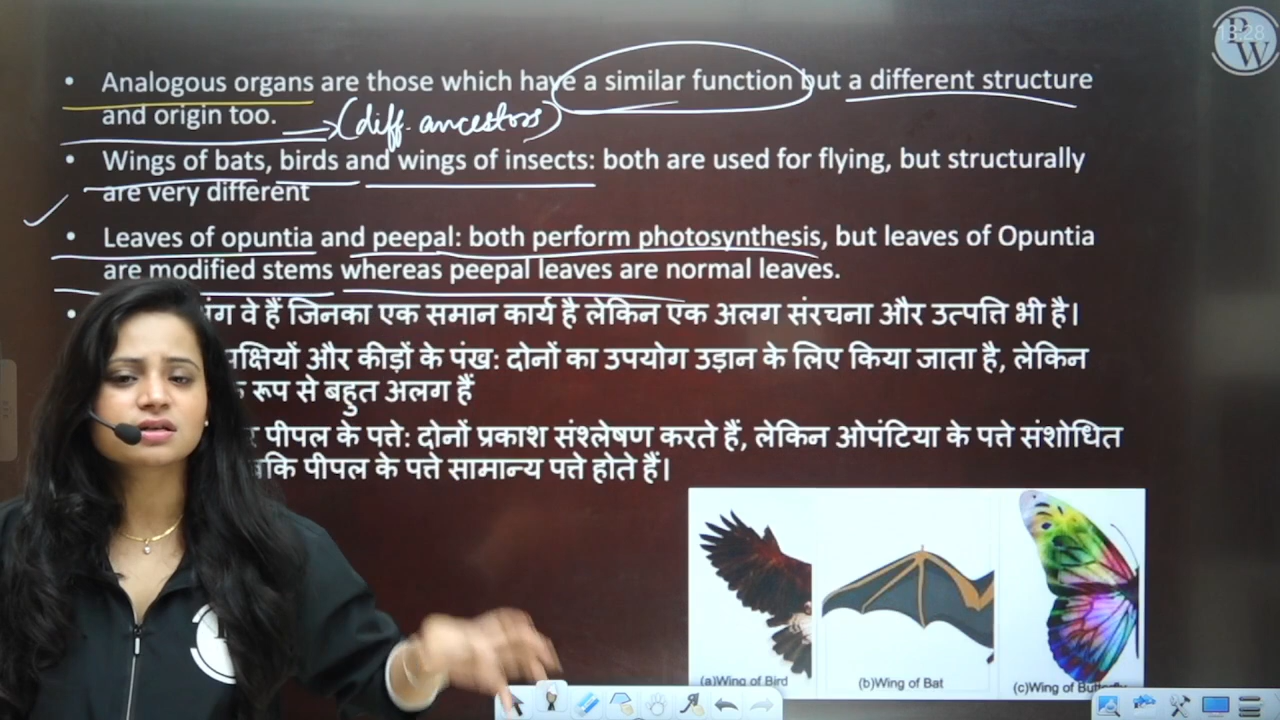 • Analogous organs are those which have a similar function but a different structure
and origin too. → (diff. ancestors)
• Wings of bats, birds and wings of insects: both are used for flying, but structurally
are very different
• Leaves of opuntia and peepal: both perform photosynthesis, but leaves of Opuntia
are modified stems whereas peepal leaves are normal leaves.
• वे हैं जिनका एक समान कार्य है लेकिन एक अलग संरचना और उत्पत्ति भी है।
पक्षियों और कीड़ों के पंख: दोनों का उपयोग उड़ान के लिए किया जाता है, लेकिन
रूप से बहुत अलग हैं
पीपल के पत्ते: दोनों प्रकाश संश्लेषण करते हैं, लेकिन ओपंटिया के पत्ते संशोधित
पीपल के पत्ते सामान्य पत्ते होते हैं।
(a)Wing of Bird
(b)Wing of Bat
(c)Wing of
PW
13:28